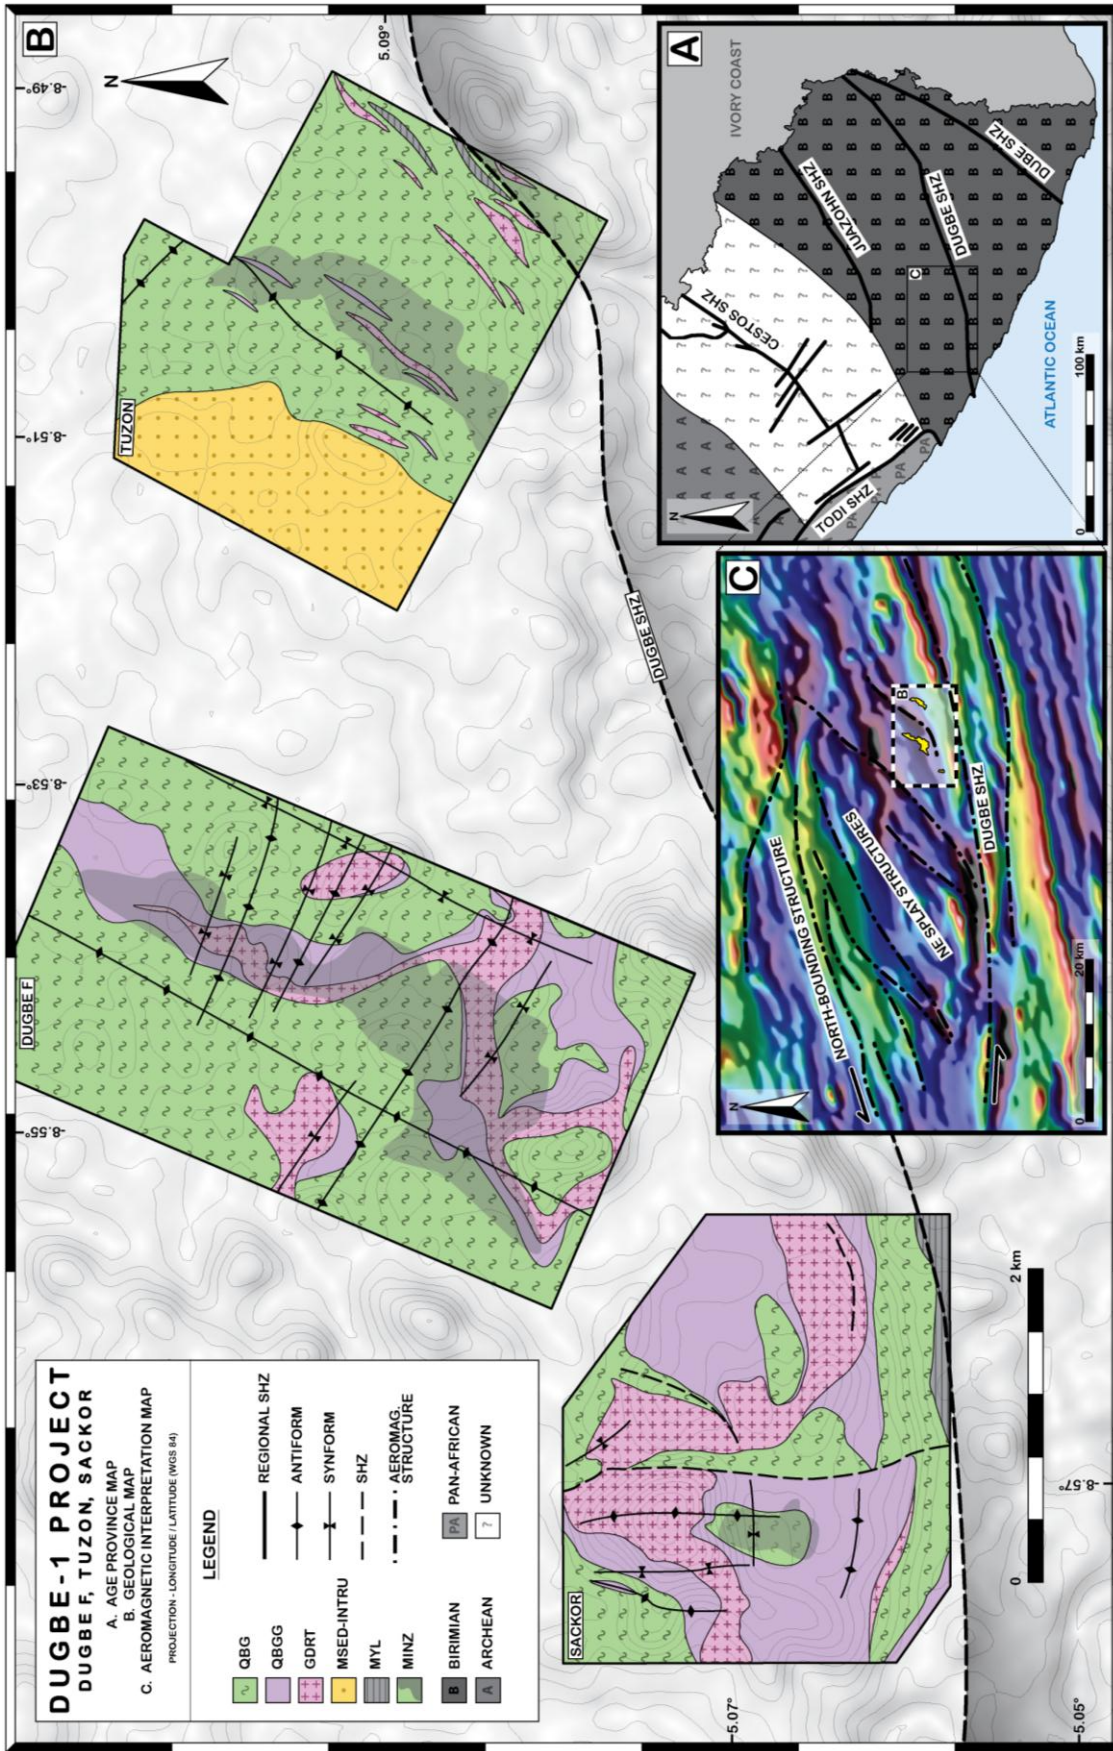 DUGBE-1 PROJECT
DUGBE F, TUZON, SACKOR
A. AGE PROVINCE MAP
B. GEOLOGICAL MAP
C. AEROMAGNETIC INTERPRETATION MAP
PROJECTION - LONGITUDE / LATITUDE (WGS 84)
LEGEND
QBG
QBGG
GDRT
MSED-INTRU
MYL
MINZ
REGIONAL SHZ
ANTIFORM
SYNFORM
SHZ
AEROMAG.
STRUCTURE
B BIRIMIAN
A ARCHEAN
PA PAN-AFRICAN
? UNKNOWN
-8.57°
-8.55°
-8.53°
-8.51°
-8.49°
5.09°
5.07°
5.05°
B
N
DUGBE F
TUZON
SACKOR
DUGBE SHZ
0
2 km
C
N
NORTH-BOUNDING STRUCTURE
NE SPLAY STRUCTURES
DUGBE SHZ
B
0
20 km
A
N
IVORY COAST
CESTOS SHZ
JUAZOHN SHZ
DUGBE SHZ
DUBE SHZ
TODI SHZ
C
A A A A A
PA PA PA
? ? ? ?
B B B B
ATLANTIC OCEAN
0
100 km